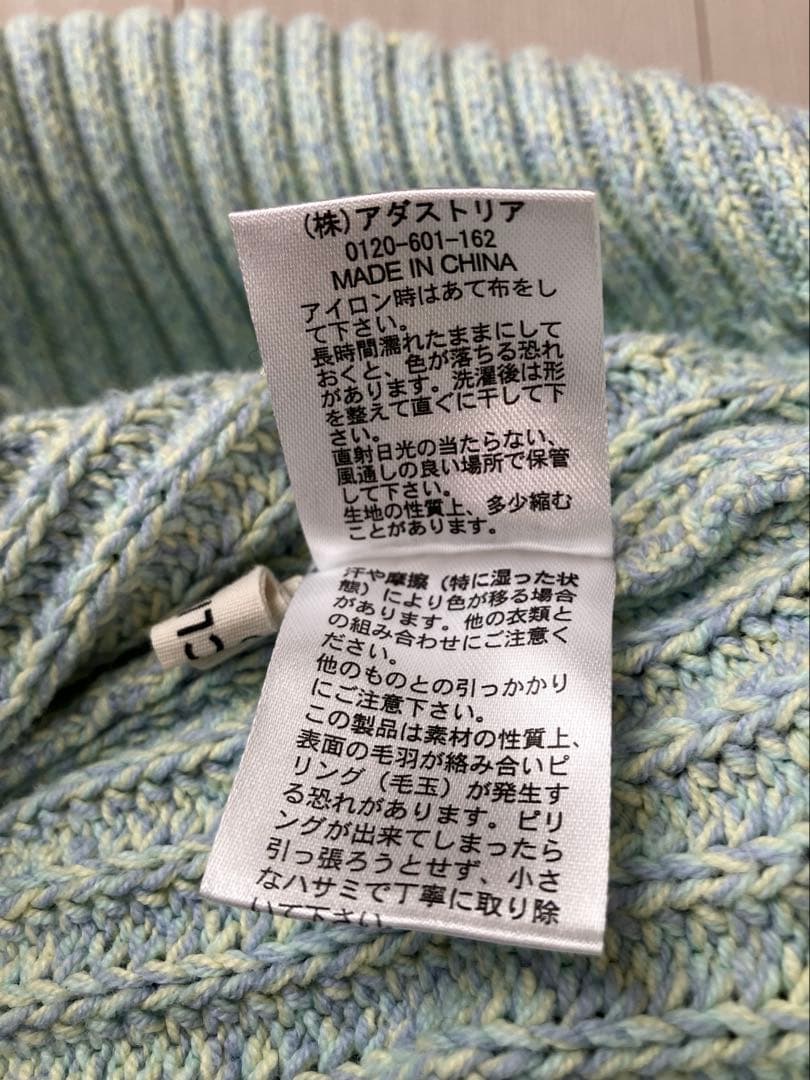 (株)アダストリア
0120-601-162
MADE IN CHINA
アイロン時はあて布をし
て下さい。
長時間濡れたままにして
おくと、色が落ちる恐れ
があります。洗濯後は形
を整えて直ぐに干して下
さい。
直射日光の当たらない、
風通しの良い場所で保管
して下さい。
生地の性質上、多少縮む
ことがあります。
汗や摩擦（特に湿った状
態）により色が移る場合
があります。他の衣類と
の組み合わせにご注意く
ださい。
他のものとの引っかかり
にご注意下さい。
この製品は素材の性質上、
表面の毛羽が絡み合いピ
リング（毛玉）が発生す
る恐れがあります。ピリ
ングが出来てしまったら
引っ張ろうとせず、小さ
なハサミで丁寧に取り除
いて下さい